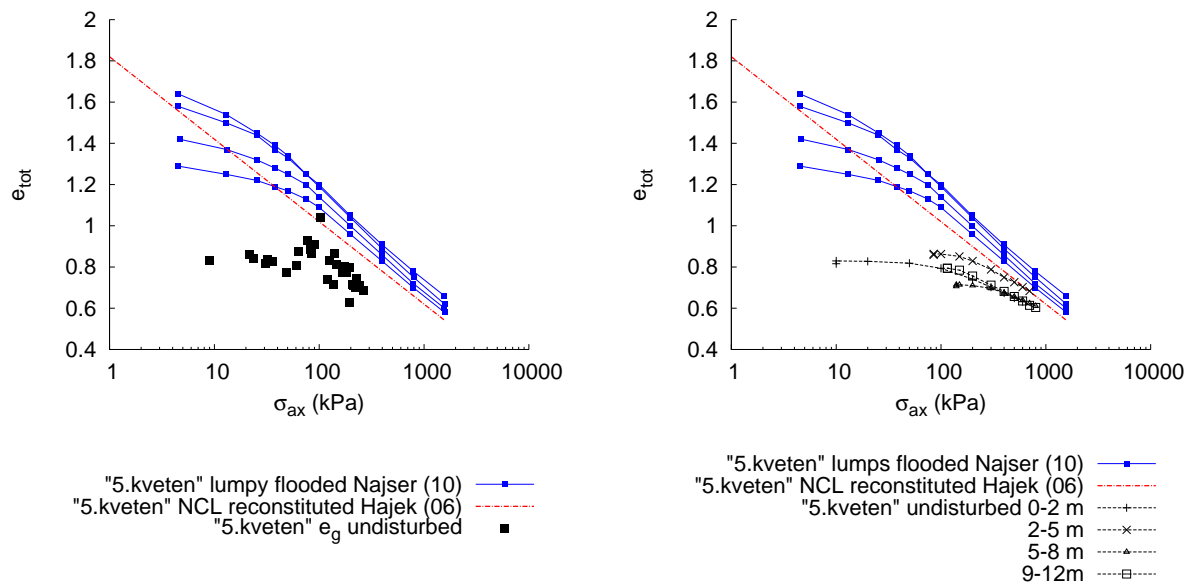 2
1.8
1.6
1.4
1.2
1
0.8
0.6
0.4
e_tot
1 10 100 1000 10000
σ_ax (kPa)
"5.kveten" lumpy flooded Najser (10)
"5.kveten" NCL reconstituted Hajek (06)
"5.kveten" e_g undisturbed
2
1.8
1.6
1.4
1.2
1
0.8
0.6
0.4
e_tot
1 10 100 1000 10000
σ_ax (kPa)
"5.kveten" lumps flooded Najser (10)
"5.kveten" NCL reconstituted Hajek (06)
"5.kveten" undisturbed 0-2 m
2-5 m
5-8 m
9-12m